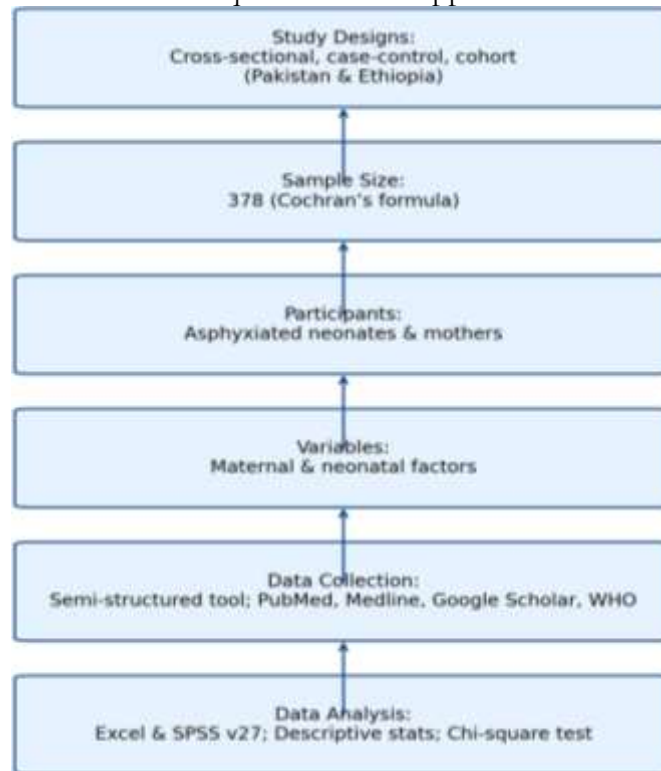 Study Designs:
Cross-sectional, case-control, cohort
(Pakistan & Ethiopia)
Sample Size:
378 (Cochran's formula)
Participants:
Asphyxiated neonates & mothers
Variables:
Maternal & neonatal factors
Data Collection:
Semi-structured tool; PubMed, Medline, Google Scholar, WHO
Data Analysis:
Excel & SPSS v27; Descriptive stats; Chi-square test